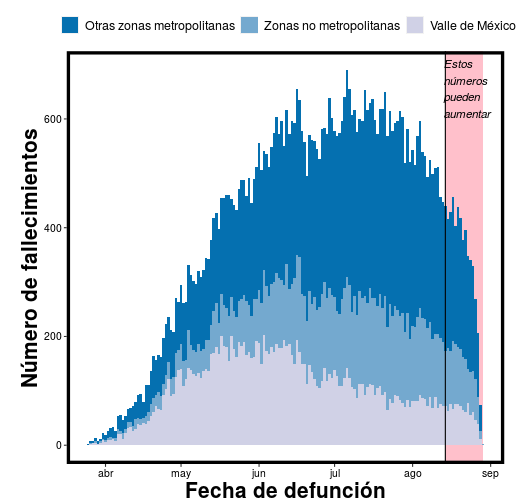 Otras zonas metropolitanas Zonas no metropolitanas Valle de México
Estos
números
pueden
aumentar
600
400
200
0
Número de fallecimientos
abr may jun jul ago sep
Fecha de defunción